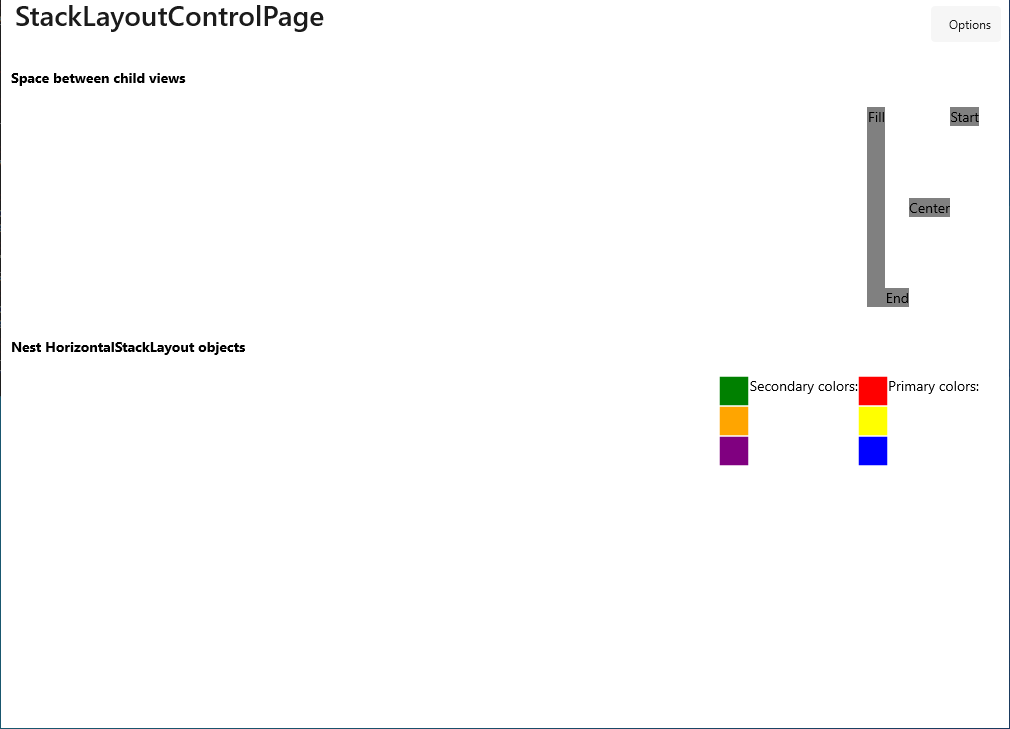 StackLayoutControlPage
Options
Space between child views
Fill
Start
Center
End
Nest HorizontalStackLayout objects
Secondary colors:
Primary colors: